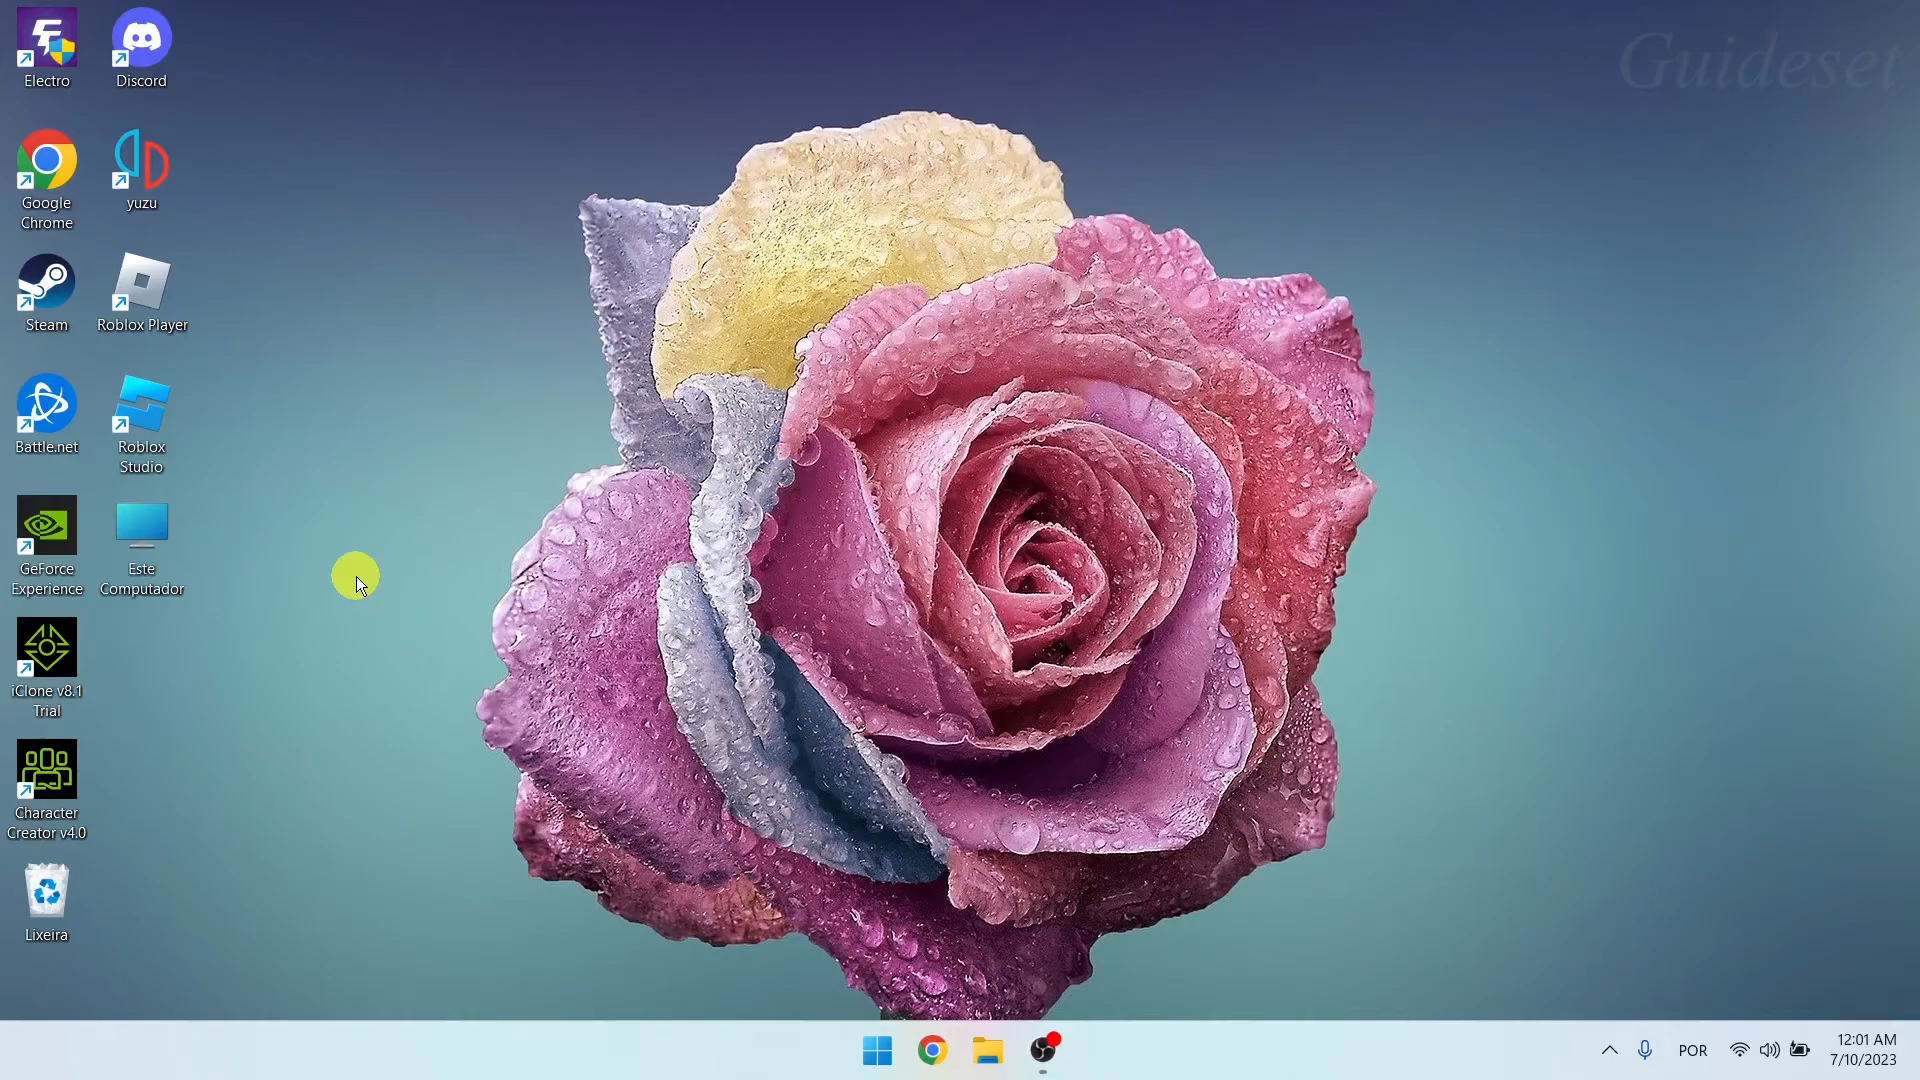 Electro
Discord
Guideset
Google
Chrome
yuzu
Steam
Roblox Player
Battle.net
Roblox
Studio
GeForce
Experience
Este
Computador
iClone v8.1
Trial
Character
Creator v4.0
Lixeira
POR
12:01 AM
7/10/2023